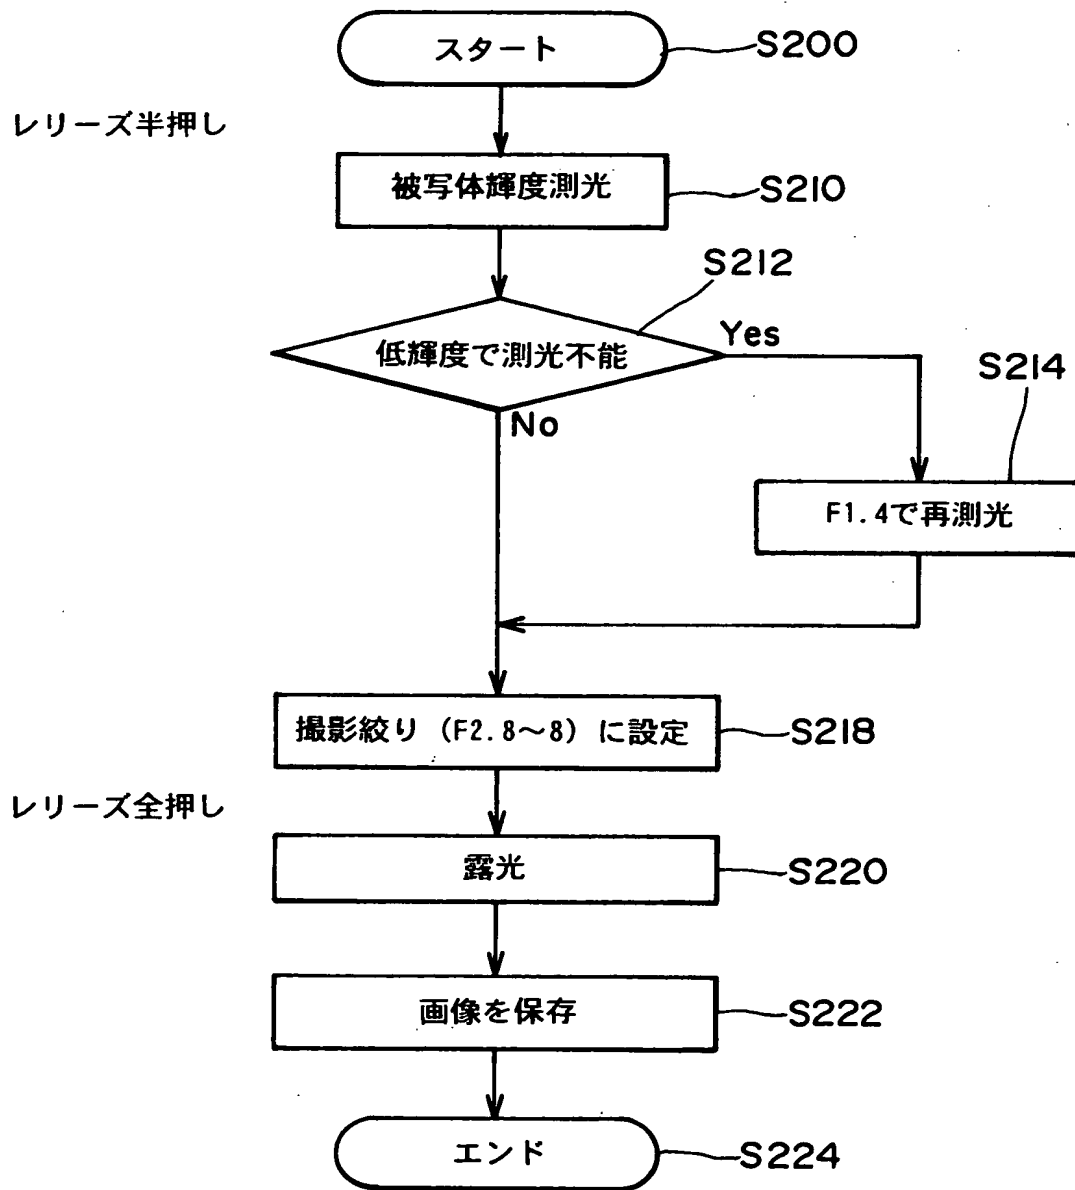 スタート
S200
レリーズ半押し
被写体輝度測光
S210
S212
低輝度で測光不能
Yes
No
S214
F1.4で再測光
撮影絞り（F2.8〜8）に設定
S218
レリーズ全押し
露光
S220
画像を保存
S222
エンド
S224